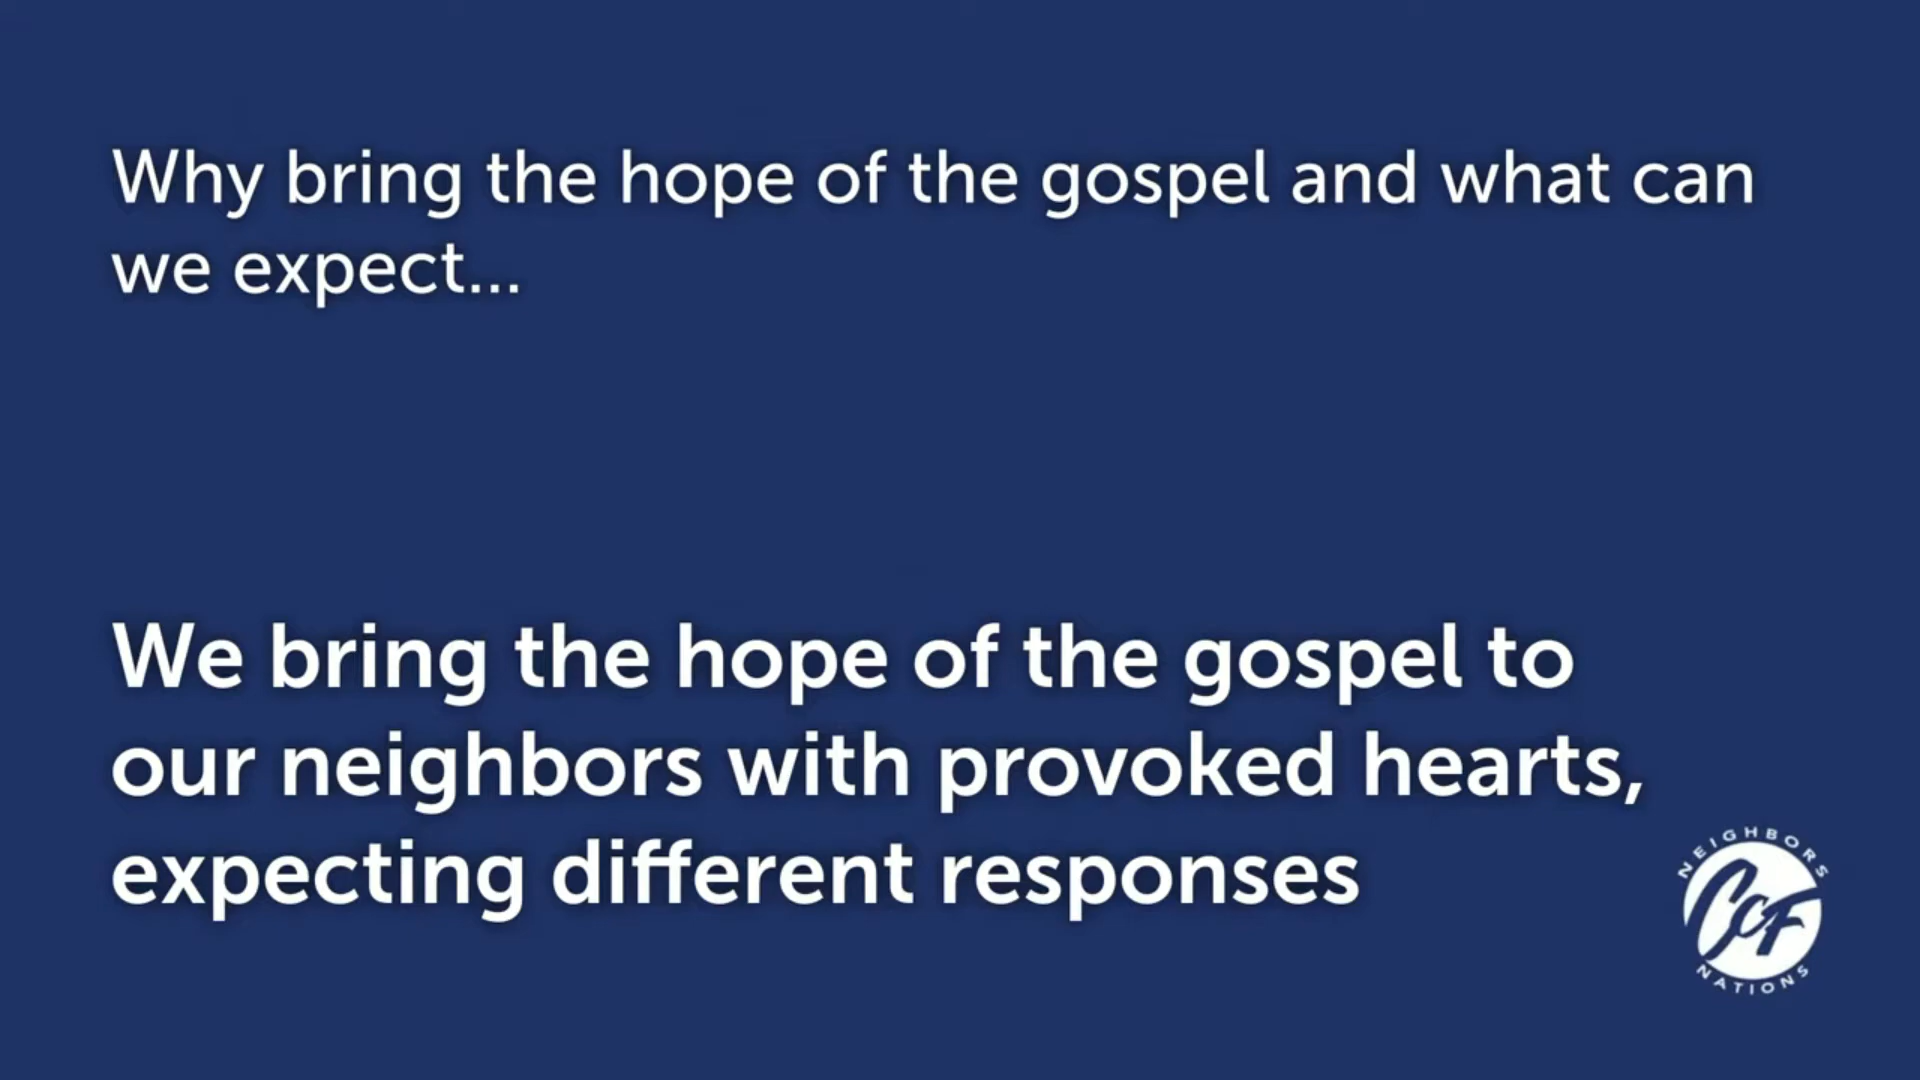 Why bring the hope of the gospel and what can
we expect...
We bring the hope of the gospel to
our neighbors with provoked hearts,
expecting different responses
NEIGHBORS
CCF
NATIONS